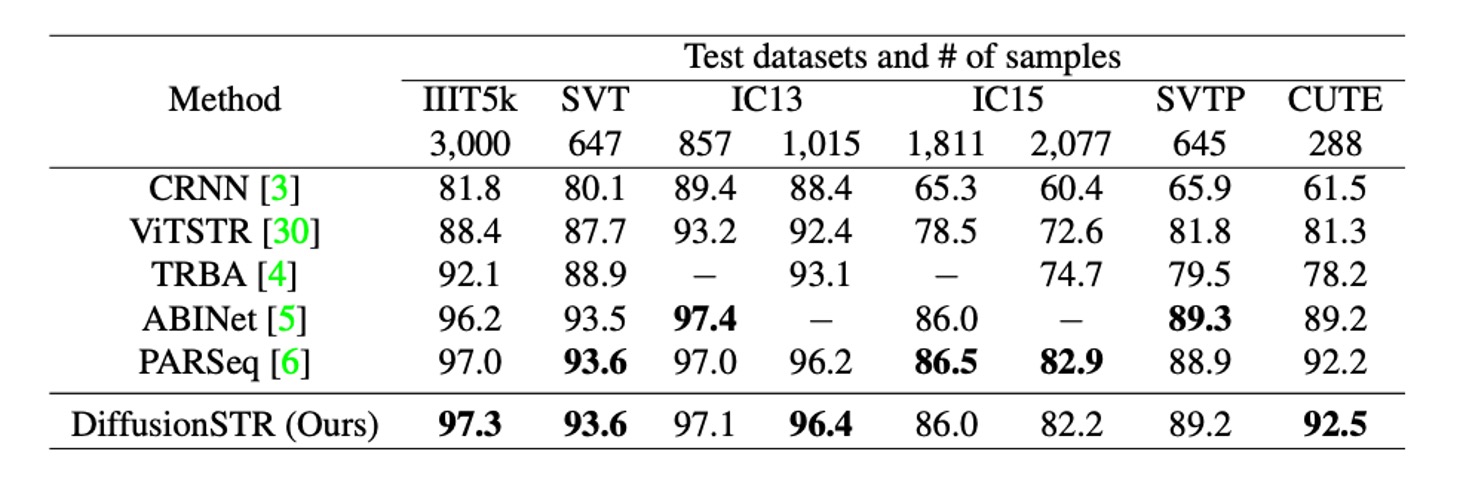 Test datasets and # of samples
Method IIIT5k SVT IC13 IC15 SVTP CUTE
3,000 647 857 1,015 1,811 2,077 645 288
CRNN [3] 81.8 80.1 89.4 88.4 65.3 60.4 65.9 61.5
ViTSTR [30] 88.4 87.7 93.2 92.4 78.5 72.6 81.8 81.3
TRBA [4] 92.1 88.9 – 93.1 – 74.7 79.5 78.2
ABINet [5] 96.2 93.5 97.4 – 86.0 – 89.3 89.2
PARSeq [6] 97.0 93.6 97.0 96.2 86.5 82.9 88.9 92.2
DiffusionSTR (Ours) 97.3 93.6 97.1 96.4 86.0 82.2 89.2 92.5